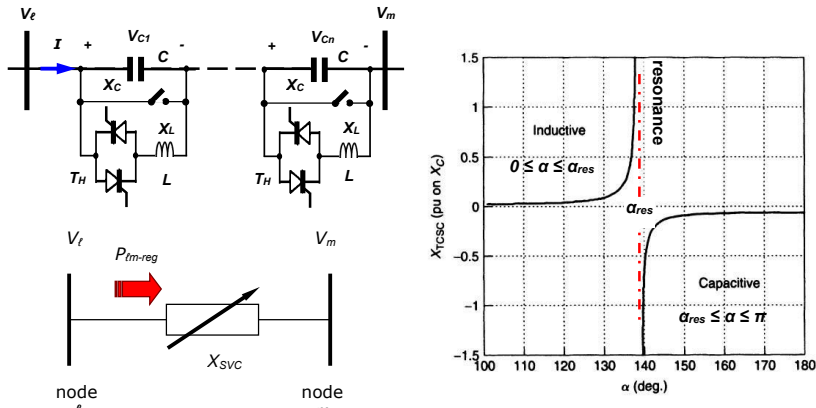 Vℓ
Vm
I + VC1 - + VCn -
C C
XC XC
XL XL
TH L TH L
Vℓ Vm
Pℓm-reg
XSVC
node node
ℓ
1.5
1
0.5
0
−0.5
−1
−1.5
XTCSC (pu on XC)
resonance
Inductive
0 ≤ α ≤ αres
αres
Capacitive
αres ≤ α ≤ π
100 110 120 130 140 150 160 170 180
α (deg.)